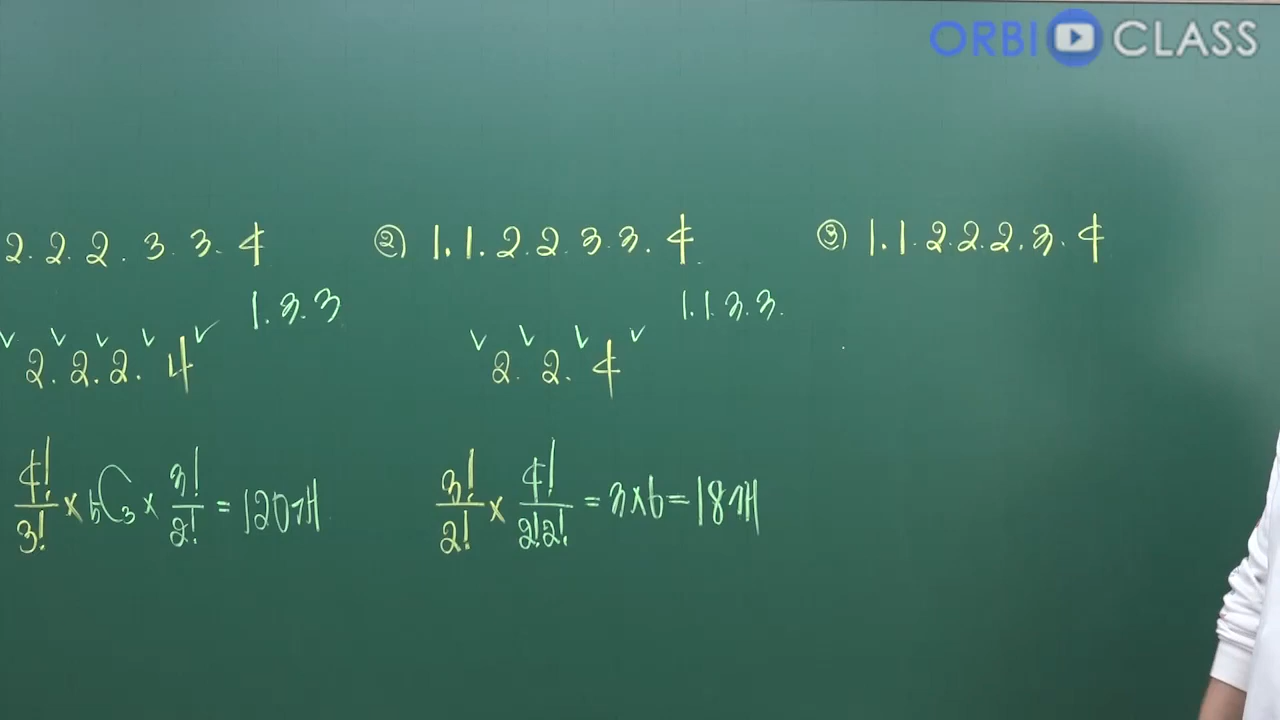 ORBI CLASS
2. 2. 2. 3. 3. 4
1. 3. 3
2. 2. 2. 4
4!/3! × 5C3 × 3!/2! = 120개
② 1. 1. 2. 2. 3. 3. 4
1. 1. 3. 3.
2. 2. 4
3!/2! × 4!/2!2! = 3×6 = 18개
③ 1. 1. 2. 2. 2. 3. 4